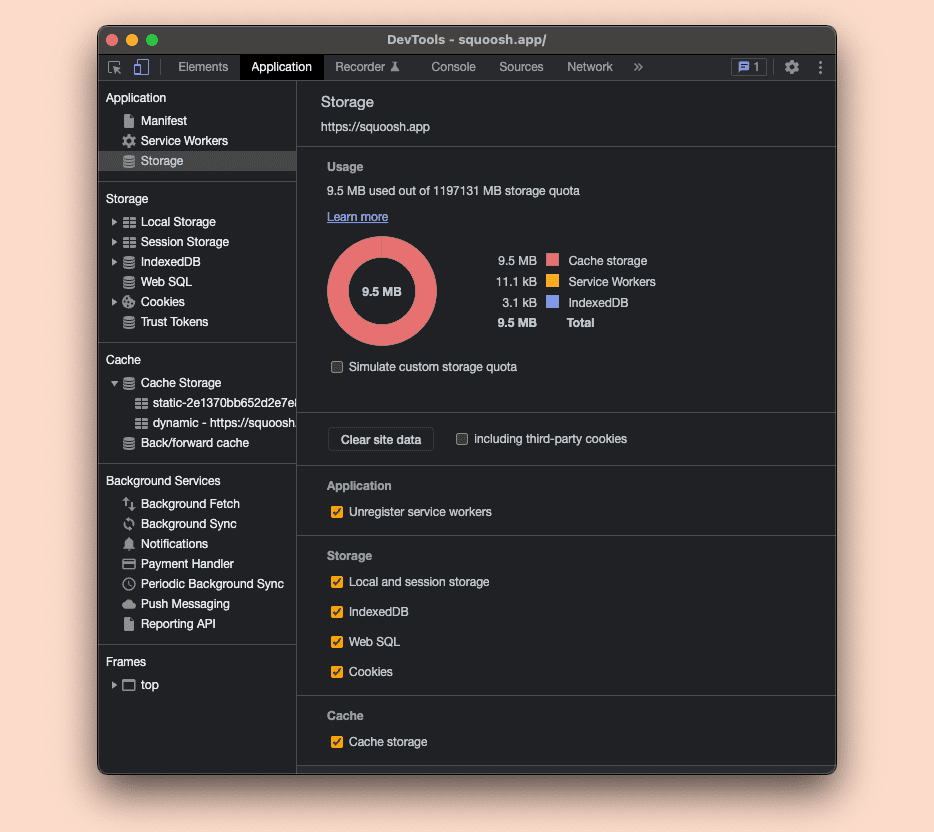 DevTools - squoosh.app/
Elements Application Recorder Console Sources Network » 1
Application
Manifest
Service Workers
Storage
Storage
Local Storage
Session Storage
IndexedDB
Web SQL
Cookies
Trust Tokens
Cache
Cache Storage
static-2e1370bb652d2e7e
dynamic - https://squoosh.
Back/forward cache
Background Services
Background Fetch
Background Sync
Notifications
Payment Handler
Periodic Background Sync
Push Messaging
Reporting API
Frames
top
Storage
https://squoosh.app
Usage
9.5 MB used out of 1197131 MB storage quota
Learn more
9.5 MB
9.5 MB Cache storage
11.1 kB Service Workers
3.1 kB IndexedDB
9.5 MB Total
Simulate custom storage quota
Clear site data including third-party cookies
Application
Unregister service workers
Storage
Local and session storage
IndexedDB
Web SQL
Cookies
Cache
Cache storage